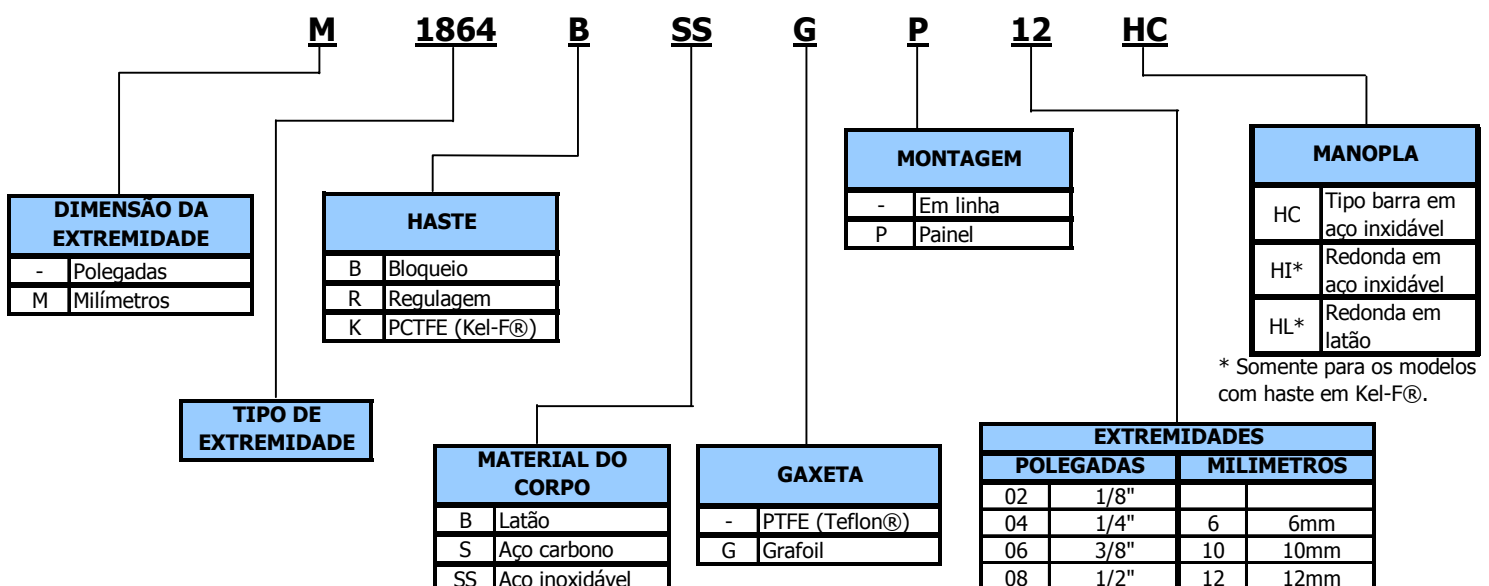 M 1864 B SS G P 12 HC
DIMENSÃO DA
EXTREMIDADE
- Polegadas
M Milímetros
TIPO DE
EXTREMIDADE
HASTE
B Bloqueio
R Regulagem
K PCTFE (Kel-F®)
MATERIAL DO
CORPO
B Latão
S Aço carbono
SS Aço inoxidável
GAXETA
- PTFE (Teflon®)
G Grafoil
MONTAGEM
- Em linha
P Painel
EXTREMIDADES
POLEGADAS MILIMETROS
02 1/8"
04 1/4" 6 6mm
06 3/8" 10 10mm
08 1/2" 12 12mm
MANOPLA
HC Tipo barra em
aço inxidável
HI* Redonda em
aço inxidável
HL* Redonda em
latão
* Somente para os modelos
com haste em Kel-F®.